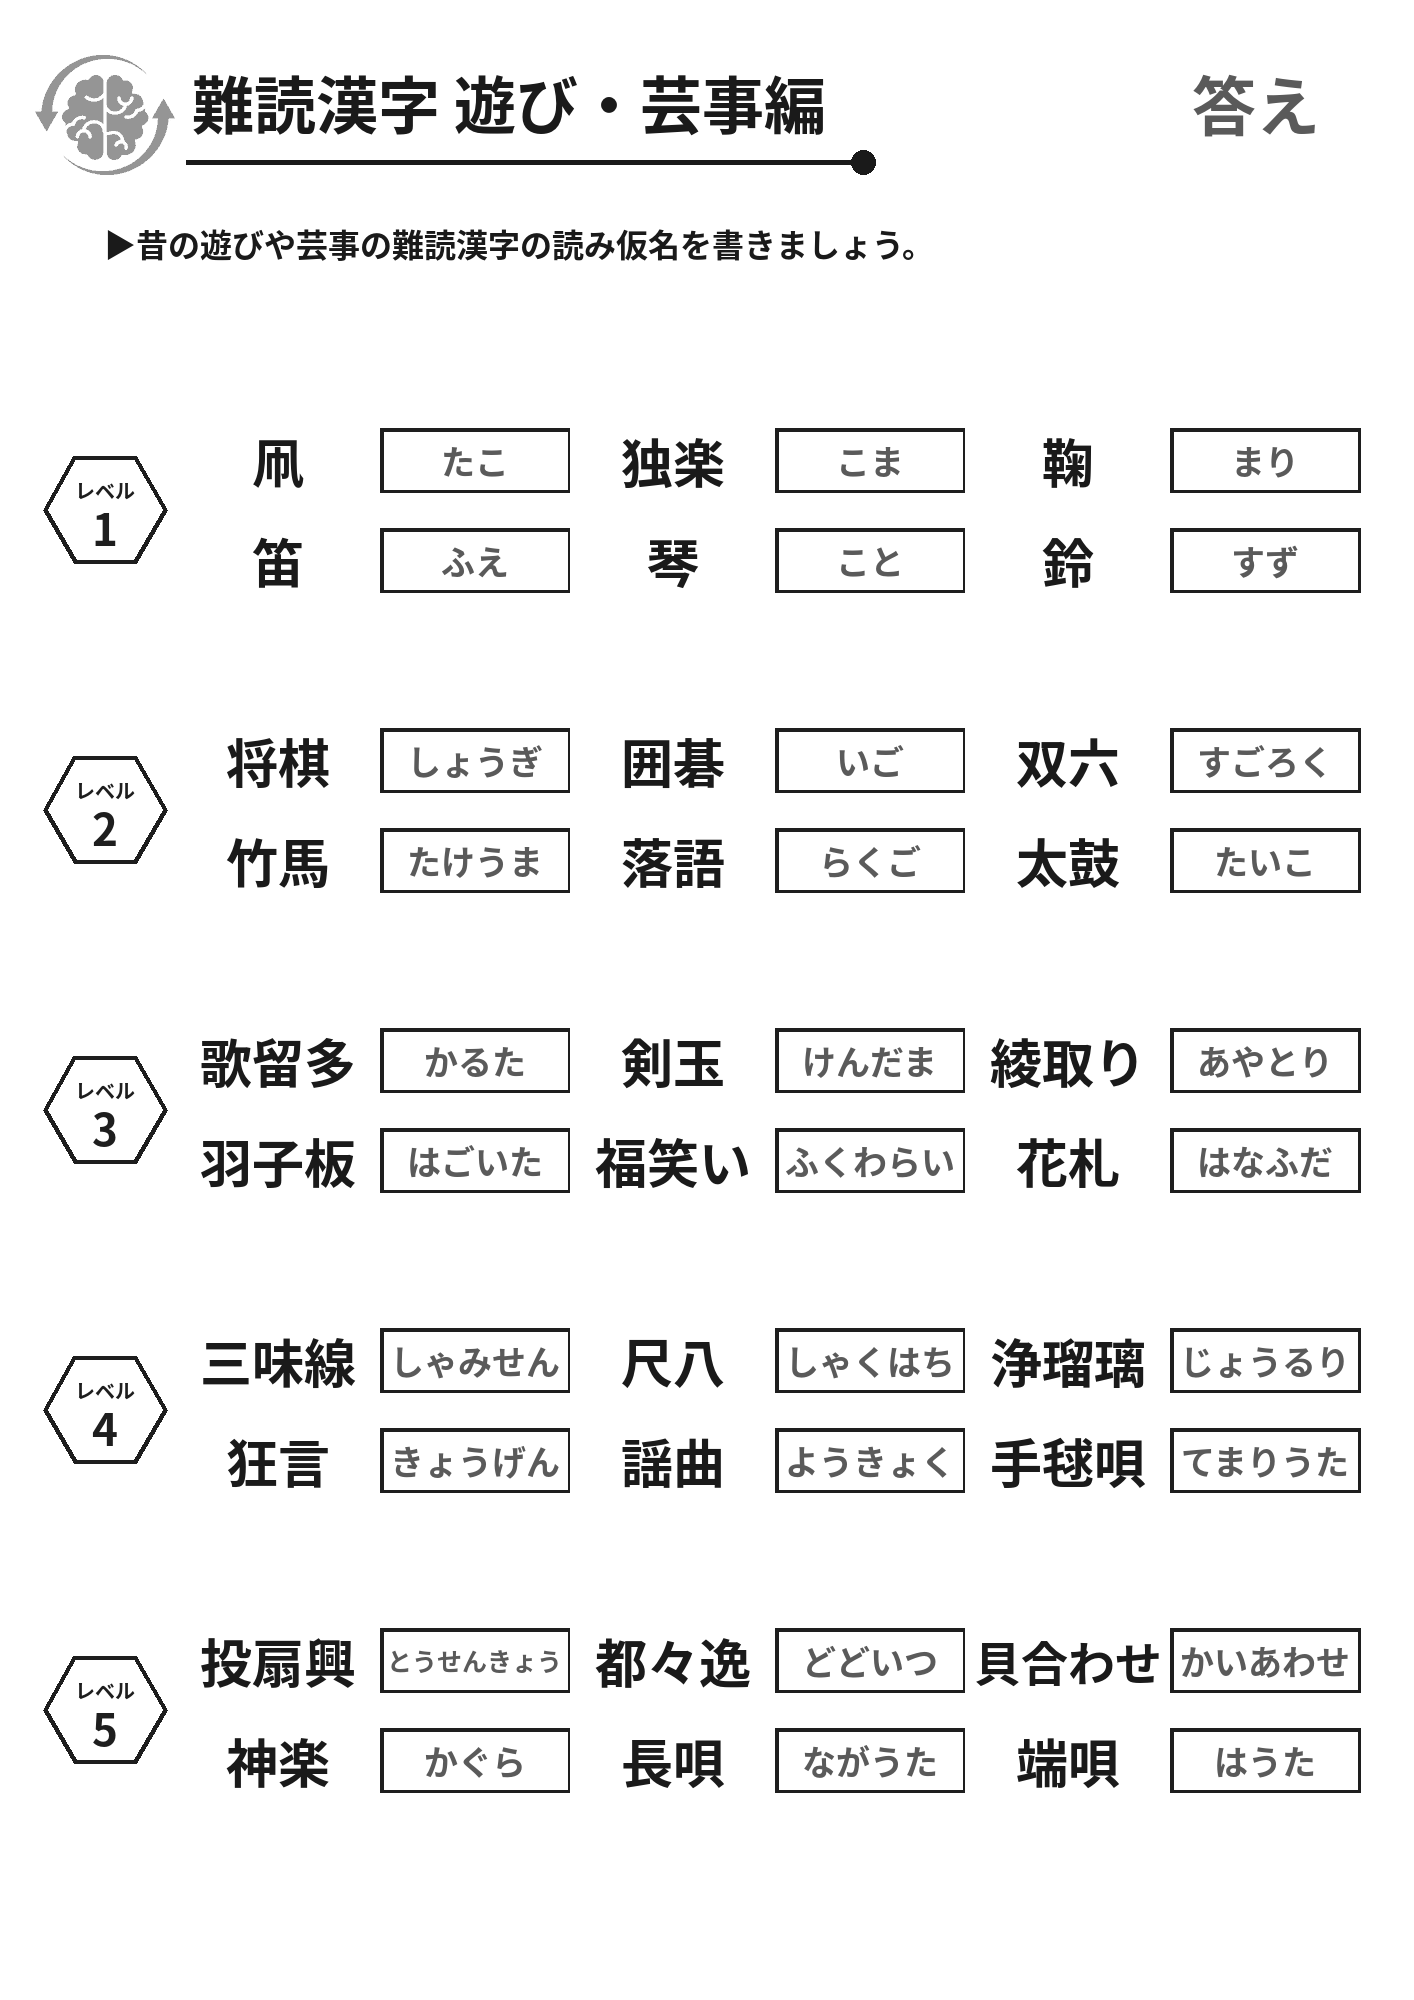 難読漢字 遊び・芸事編
答え
▶昔の遊びや芸事の難読漢字の読み仮名を書きましょう。
レベル
1
凧 たこ 独楽 こま 鞠 まり
笛 ふえ 琴 こと 鈴 すず
レベル
2
将棋 しょうぎ 囲碁 いご 双六 すごろく
竹馬 たけうま 落語 らくご 太鼓 たいこ
レベル
3
歌留多 かるた 剣玉 けんだま 綾取り あやとり
羽子板 はごいた 福笑い ふくわらい 花札 はなふだ
レベル
4
三味線 しゃみせん 尺八 しゃくはち 浄瑠璃 じょうるり
狂言 きょうげん 謡曲 ようきょく 手毬唄 てまりうた
レベル
5
投扇興 とうせんきょう 都々逸 どどいつ 貝合わせ かいあわせ
神楽 かぐら 長唄 ながうた 端唄 はうた